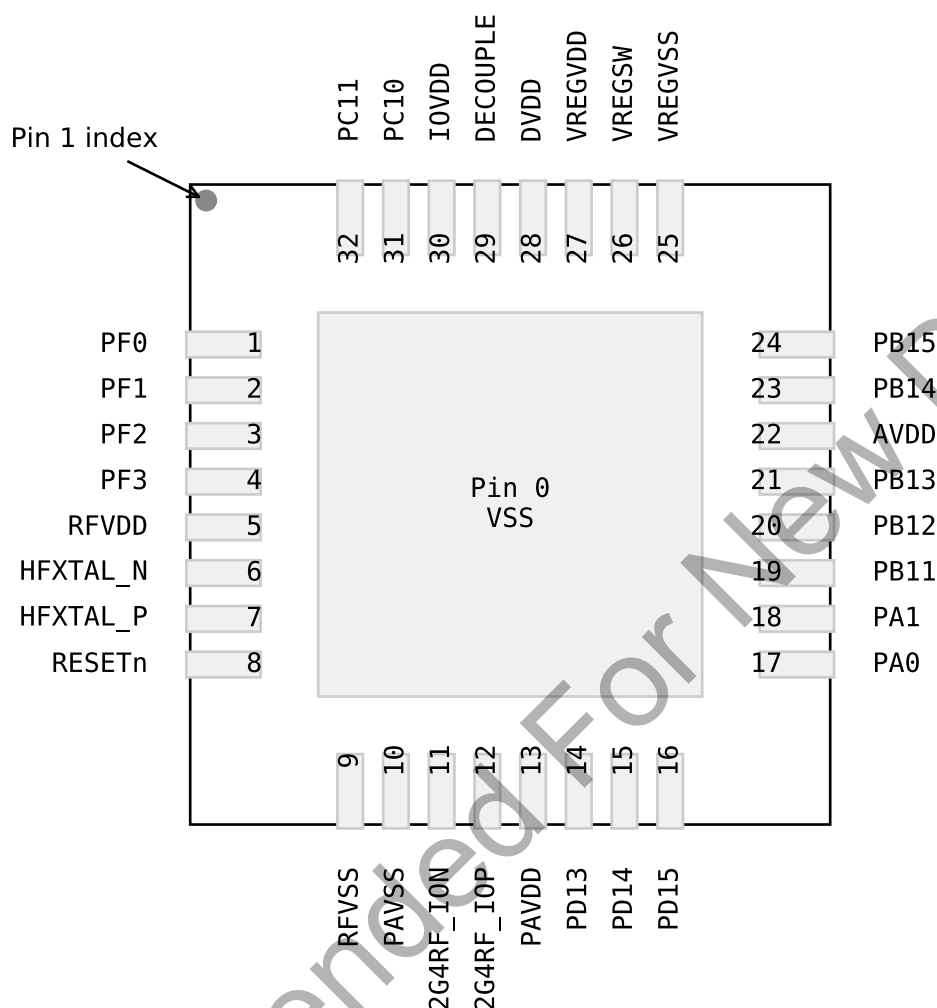 PC11
PC10
IOVDD
DECOUPLE
DVDD
VREGVDD
VREGSW
VREGVSS
Pin 1 index
32
31
30
29
28
27
26
25
PF0 1
PF1 2
PF2 3
PF3 4
RFVDD 5
HFXTAL_N 6
HFXTAL_P 7
RESETn 8
Pin 0
VSS
24 PB15
23 PB14
22 AVDD
21 PB13
20 PB12
19 PB11
18 PA1
17 PA0
9
10
11
12
13
14
15
16
RFVSS
PAVSS
2G4RF_ION
2G4RF_IOP
PAVDD
PD13
PD14
PD15
ended For New D